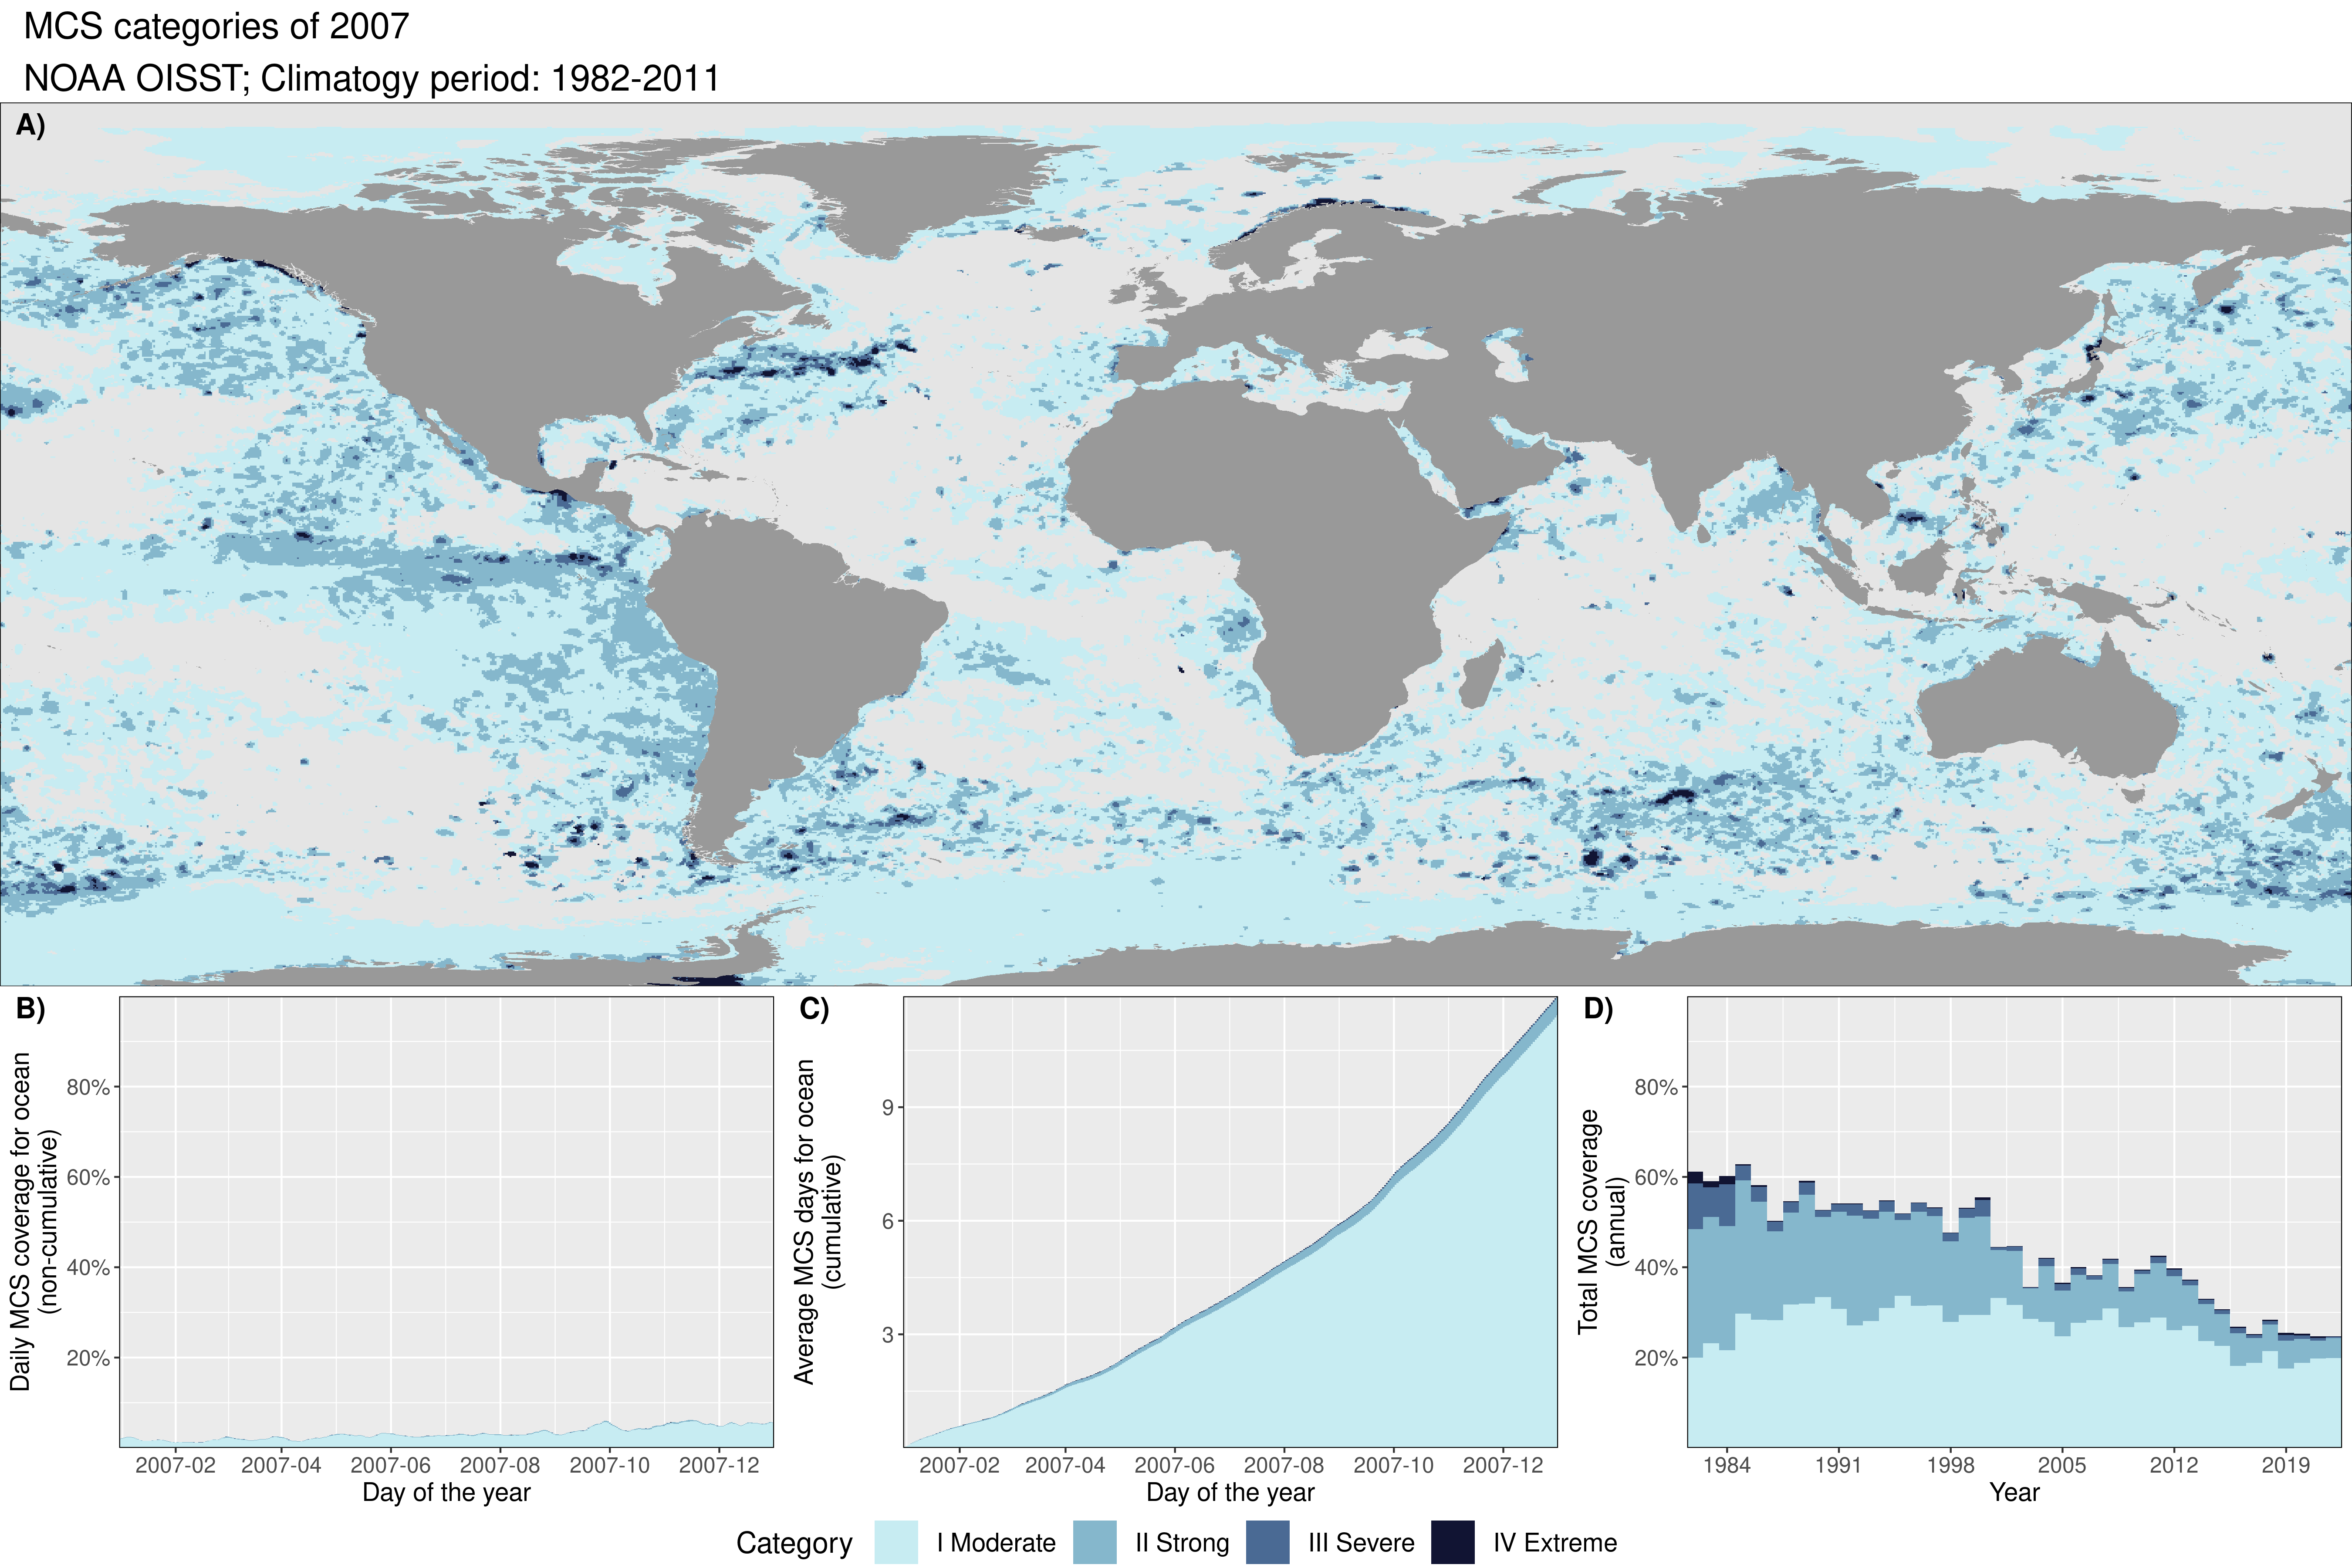 MCS categories of 2007
NOAA OISST; Climatogy period: 1982-2011
A)
B)
Daily MCS coverage for ocean
(non-cumulative)
80%
60%
40%
20%
2007-02 2007-04 2007-06 2007-08 2007-10 2007-12
Day of the year
C)
Average MCS days for ocean
(cumulative)
9
6
3
2007-02 2007-04 2007-06 2007-08 2007-10 2007-12
Day of the year
D)
Total MCS coverage
(annual)
80%
60%
40%
20%
1984 1991 1998 2005 2012 2019
Year
Category I Moderate II Strong III Severe IV Extreme